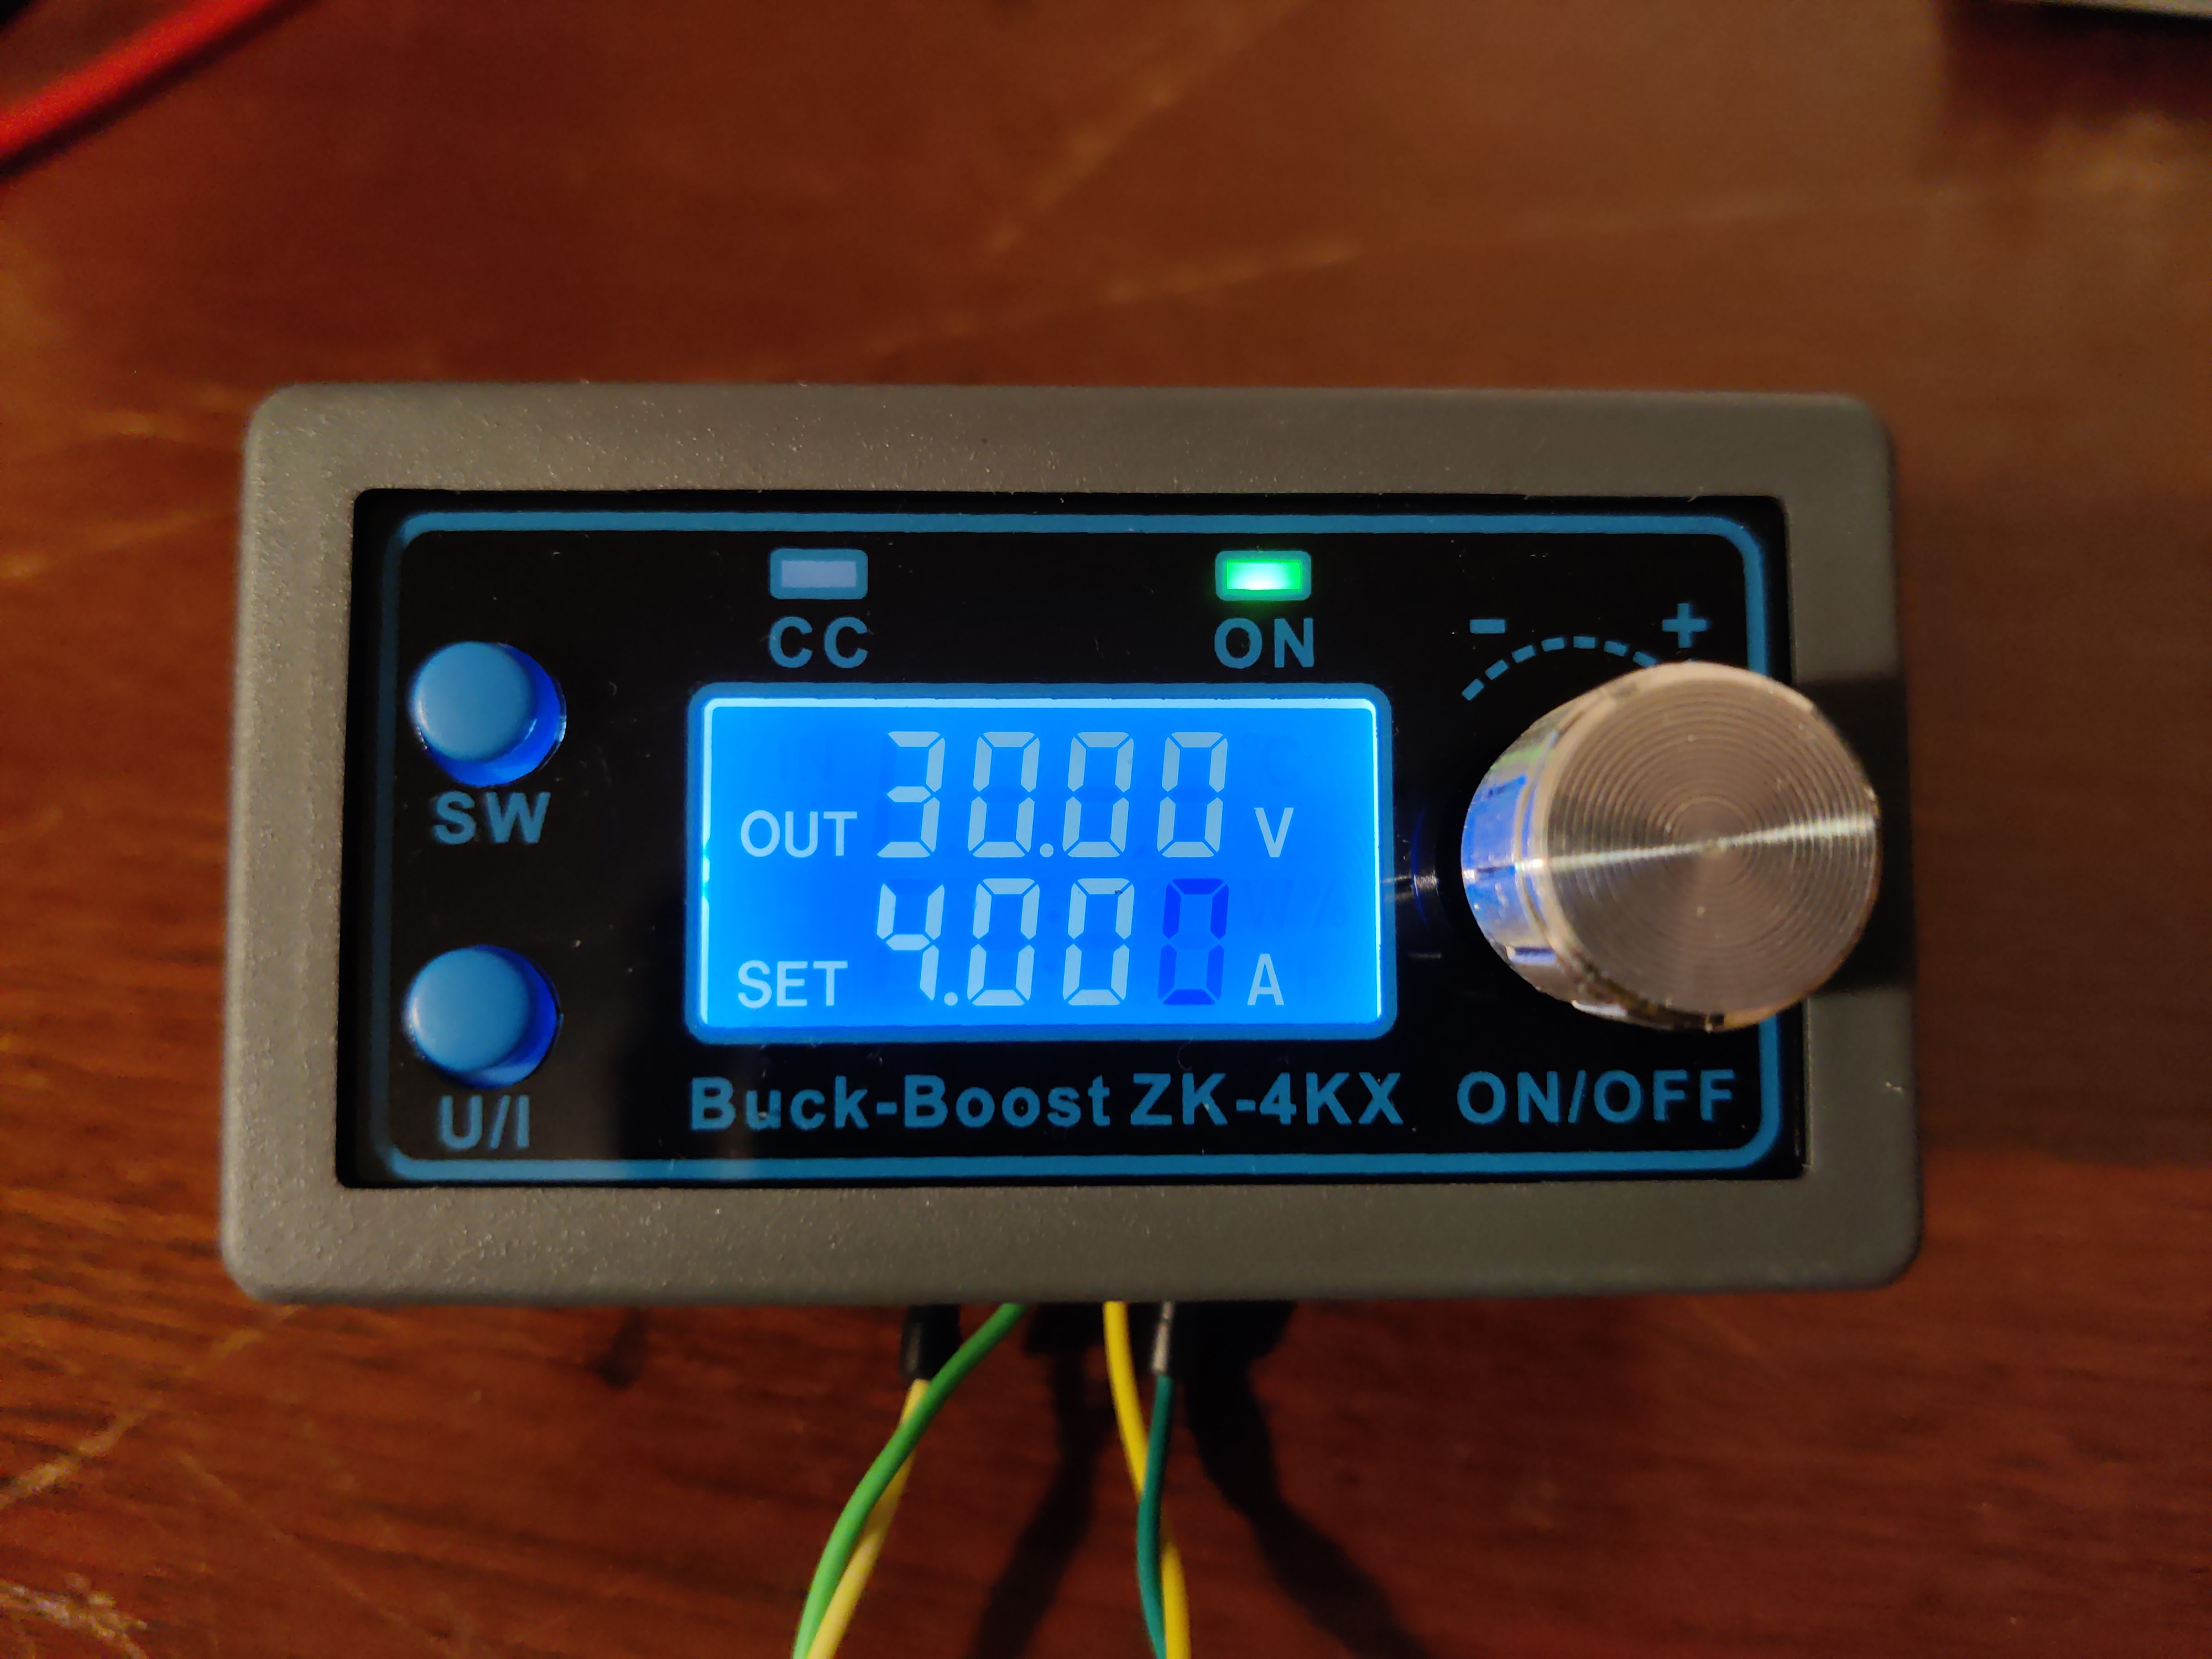 CC ON
- +
SW
OUT 30.00 V
SET 4.000 A
U/I
Buck-Boost ZK-4KX ON/OFF